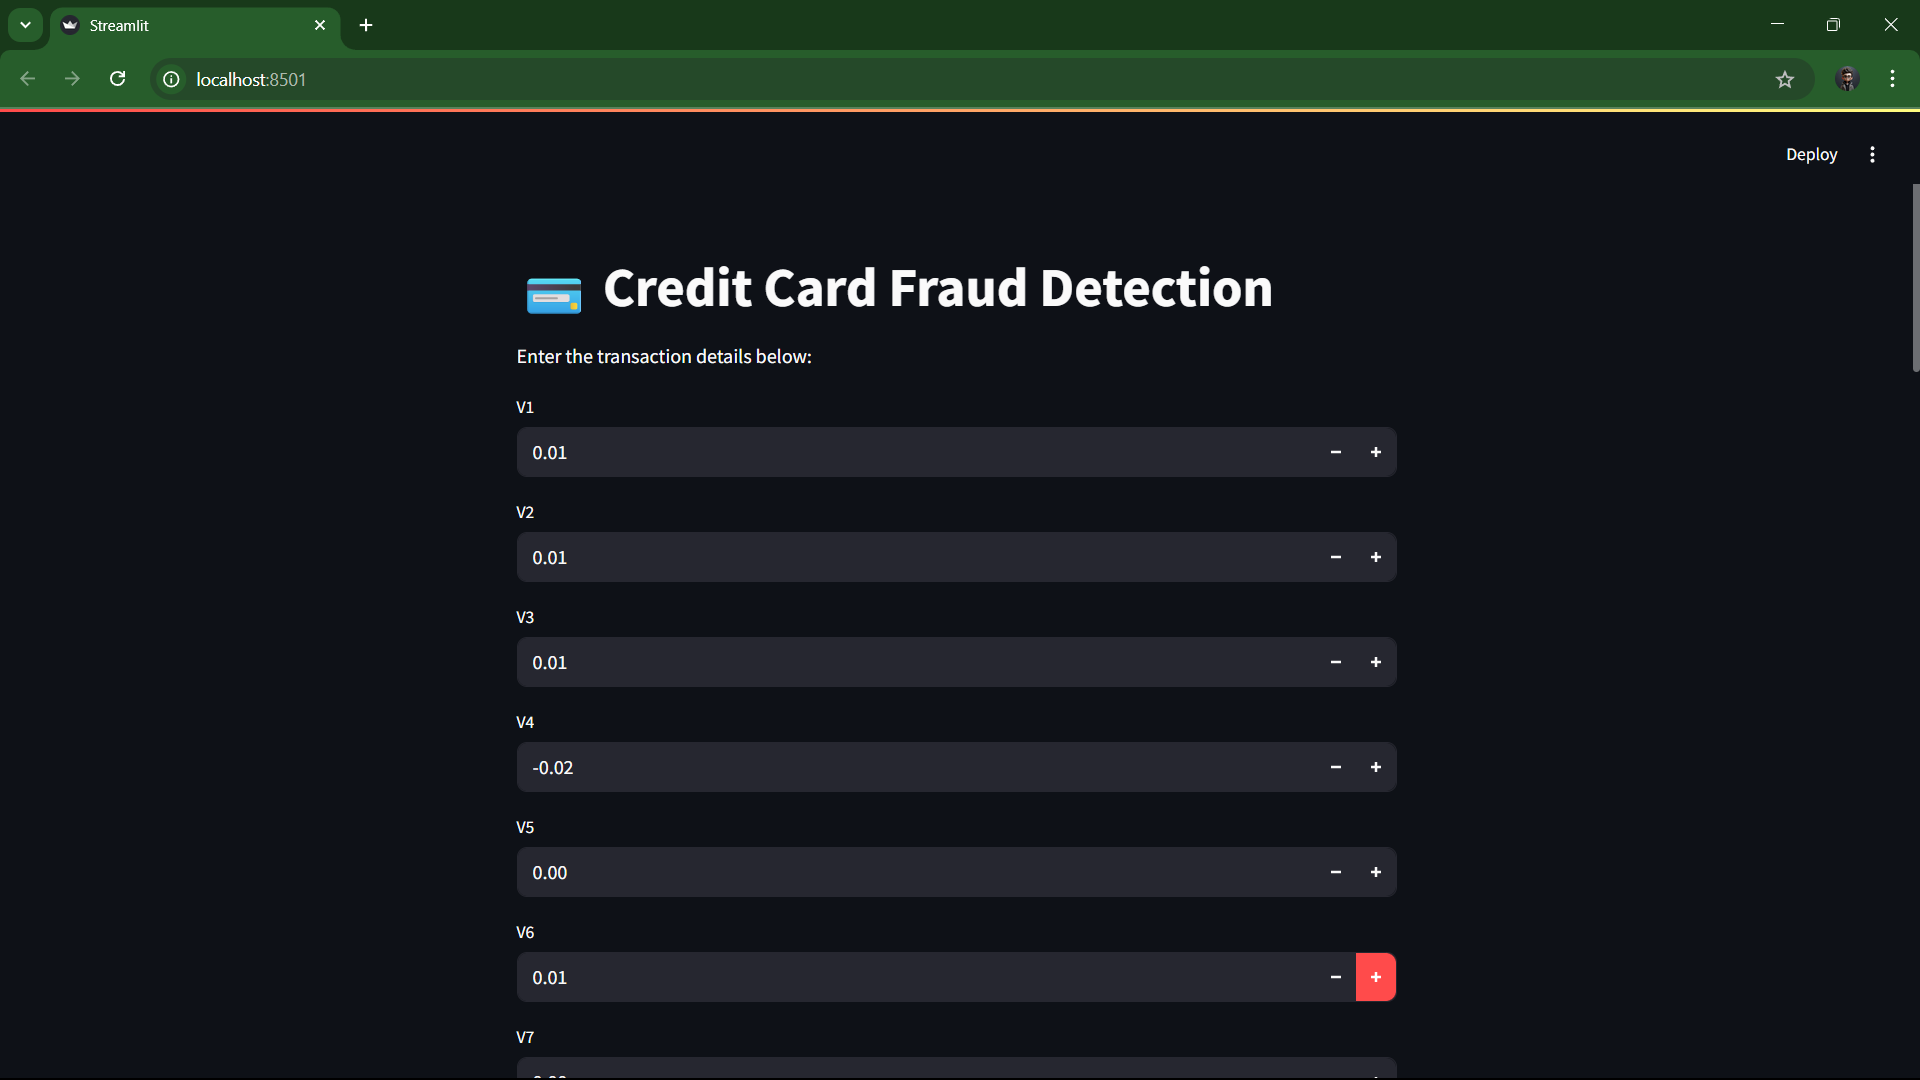 Streamlit
localhost:8501
Deploy
Credit Card Fraud Detection
Enter the transaction details below:
V1
0.01
V2
0.01
V3
0.01
V4
-0.02
V5
0.00
V6
0.01
V7